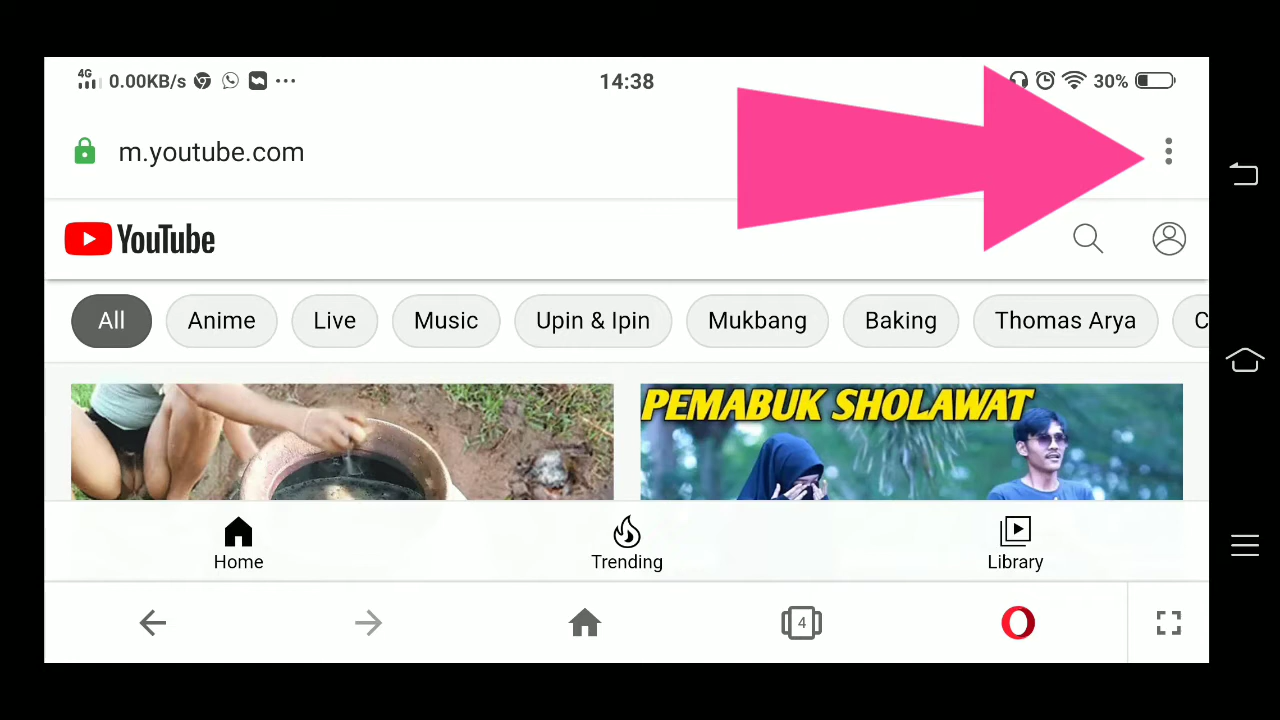 4G 0.00KB/s 14:38 30%
m.youtube.com
YouTube
All Anime Live Music Upin & Ipin Mukbang Baking Thomas Arya C
PEMABUK SHOLAWAT
Home Trending Library
4